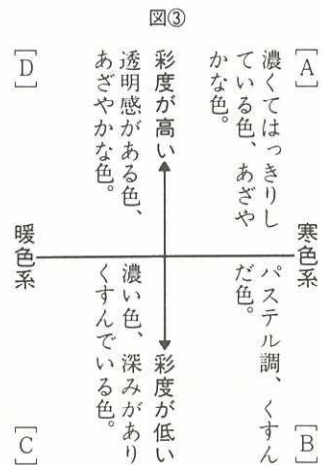 図③
[A]
濃くてはっきりし
ている色、あざや
かな色。
寒色系
パステル調、くすん
だ色。
[B]
彩度が高い
彩度が低い
透明感がある色、
あざやかな色。
[D]
暖色系
濃い色、深みがあり
くすんでいる色。
[C]